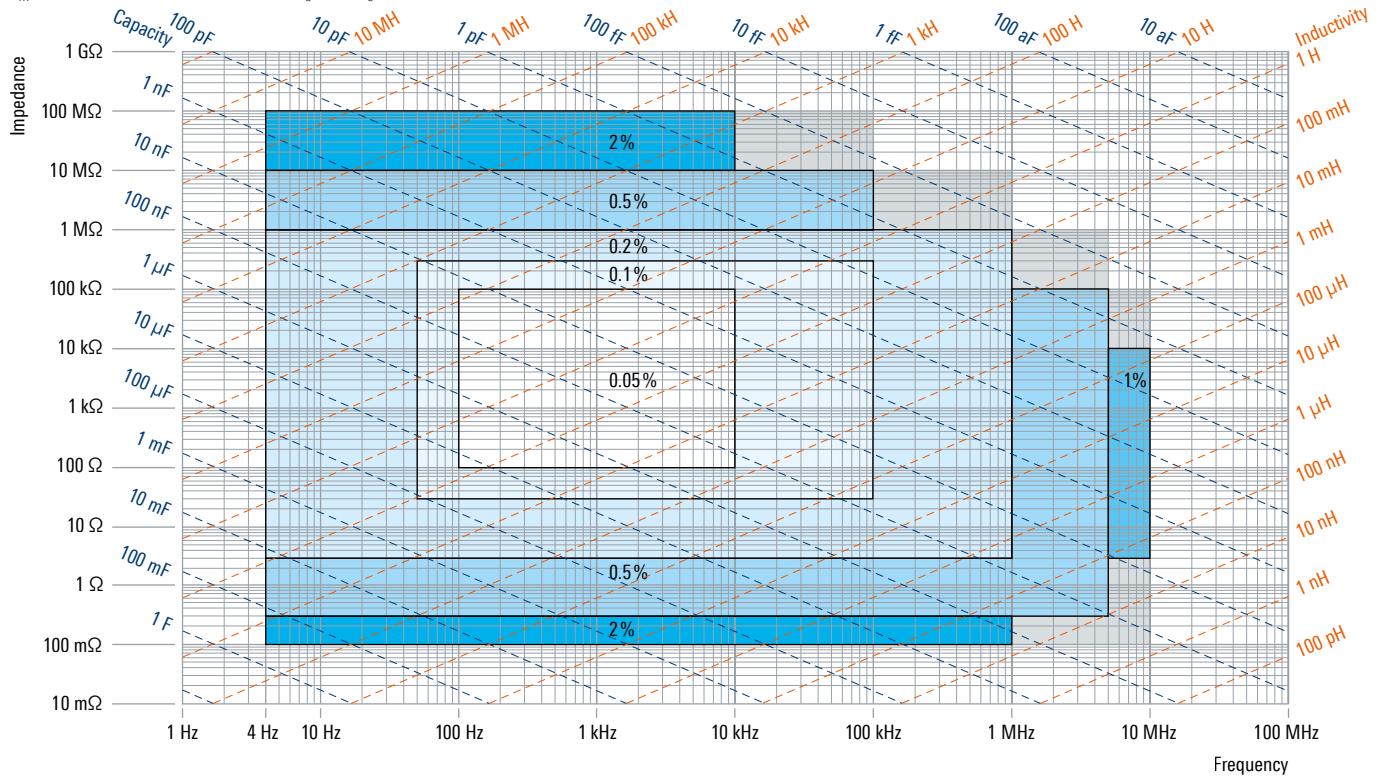 Capacity
100 pF
10 pF
10 MH
1 pF
1 MH
100 fF
100 kH
10 fF
10 kH
1 fF
1 kH
100 aF
100 H
10 aF
10 H
Inductivity
1 H
Impedance
1 GΩ
100 MΩ
10 MΩ
1 MΩ
100 kΩ
10 kΩ
1 kΩ
100 Ω
10 Ω
1 Ω
100 mΩ
10 mΩ
1 nF
10 nF
100 nF
1 µF
10 µF
100 µF
1 mF
10 mF
100 mF
1 F
2%
0.5%
0.2%
0.1%
0.05%
1%
0.5%
2%
100 mH
10 mH
1 mH
100 µH
10 µH
1 µH
100 nH
10 nH
1 nH
100 pH
1 Hz
4 Hz
10 Hz
100 Hz
1 kHz
10 kHz
100 kHz
1 MHz
10 MHz
100 MHz
Frequency